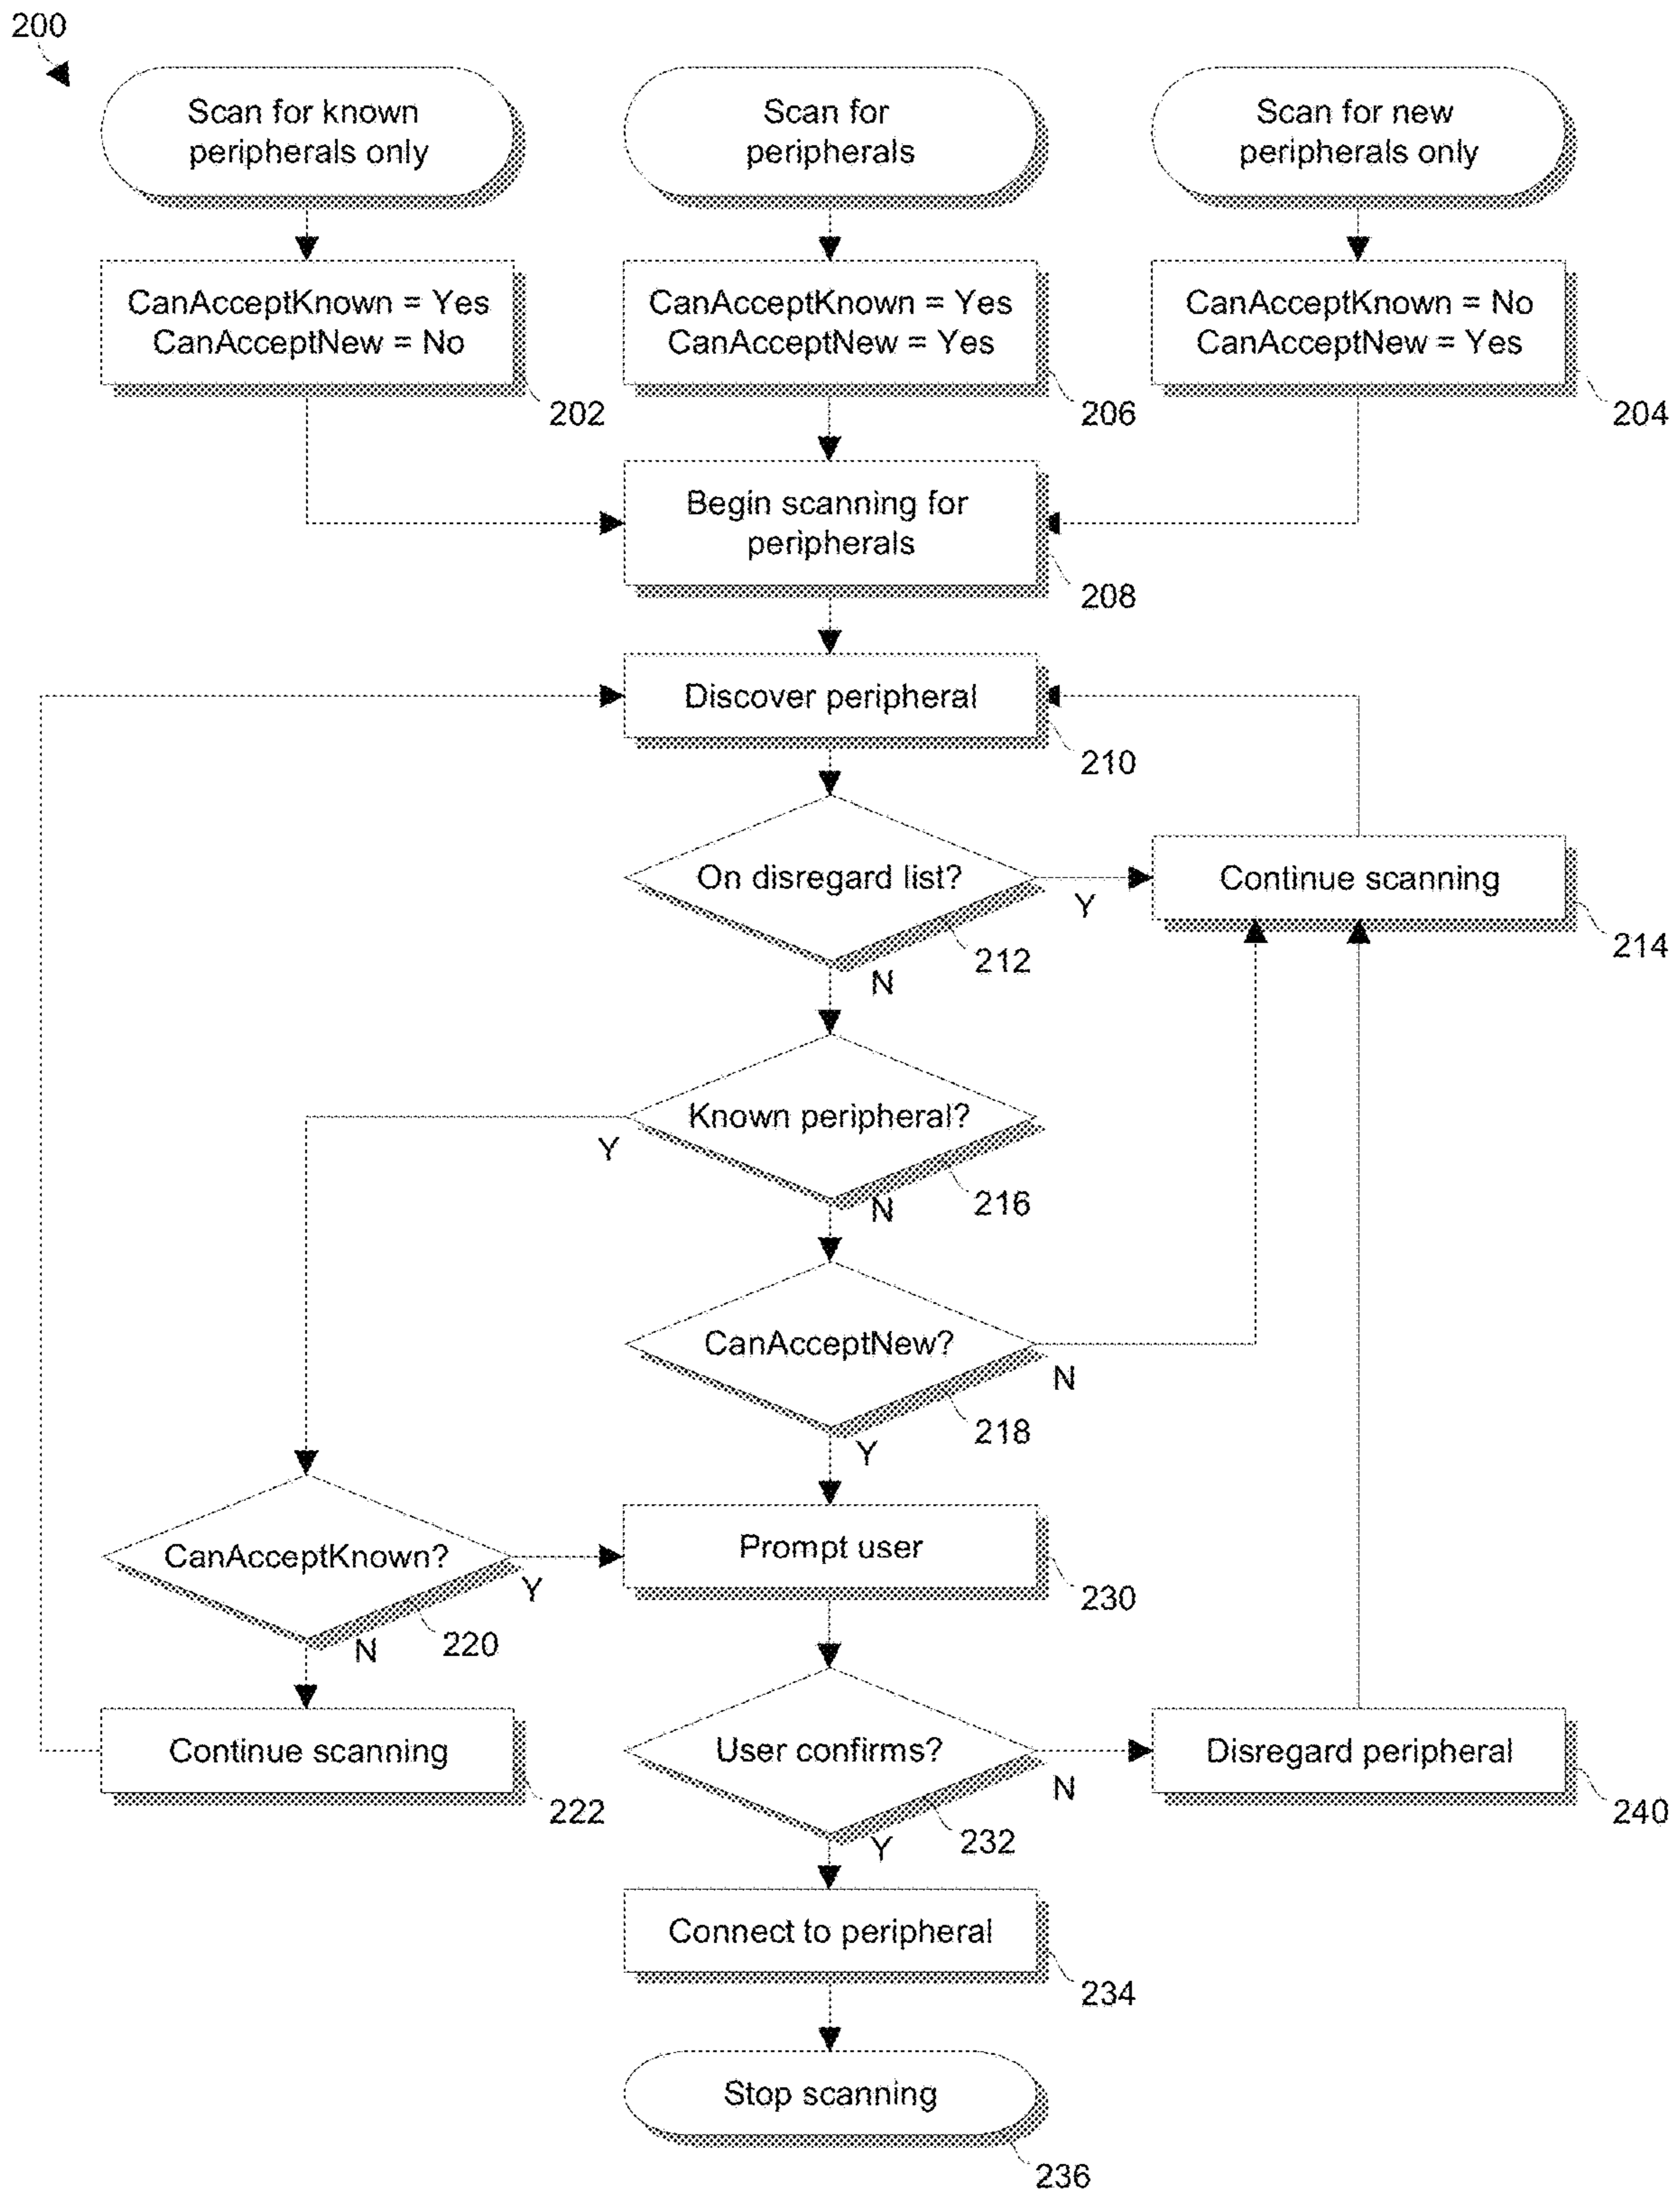 200
Scan for known
peripherals only
Scan for
peripherals
Scan for new
peripherals only
CanAcceptKnown = Yes
CanAcceptNew = No
202
CanAcceptKnown = Yes
CanAcceptNew = Yes
206
CanAcceptKnown = No
CanAcceptNew = Yes
204
Begin scanning for
peripherals
208
Discover peripheral
210
On disregard list?
Y
212
N
Continue scanning
214
Known peripheral?
Y
216
N
CanAcceptNew?
N
218
Y
CanAcceptKnown?
Y
220
N
Prompt user
230
Continue scanning
222
User confirms?
N
232
Y
Disregard peripheral
240
Connect to peripheral
234
Stop scanning
236